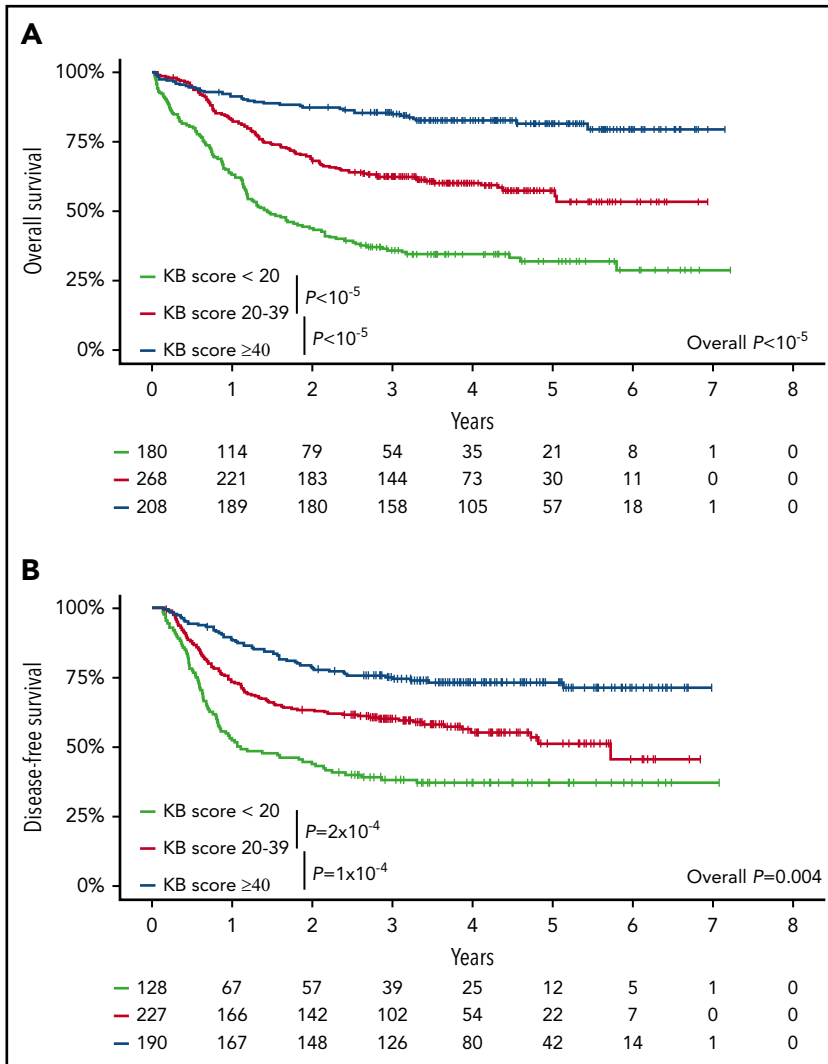 A
100%
75%
50%
25%
0%
Overall survival
KB score < 20
KB score 20-39
KB score ≥40
P<10-5
P<10-5
Overall P<10-5
0 1 2 3 4 5 6 7 8
Years
180 114 79 54 35 21 8 1 0
268 221 183 144 73 30 11 0 0
208 189 180 158 105 57 18 1 0
B
100%
75%
50%
25%
0%
Disease-free survival
KB score < 20
KB score 20-39
KB score ≥40
P=2x10-4
P=1x10-4
Overall P=0.004
0 1 2 3 4 5 6 7 8
Years
128 67 57 39 25 12 5 1 0
227 166 142 102 54 22 7 0 0
190 167 148 126 80 42 14 1 0